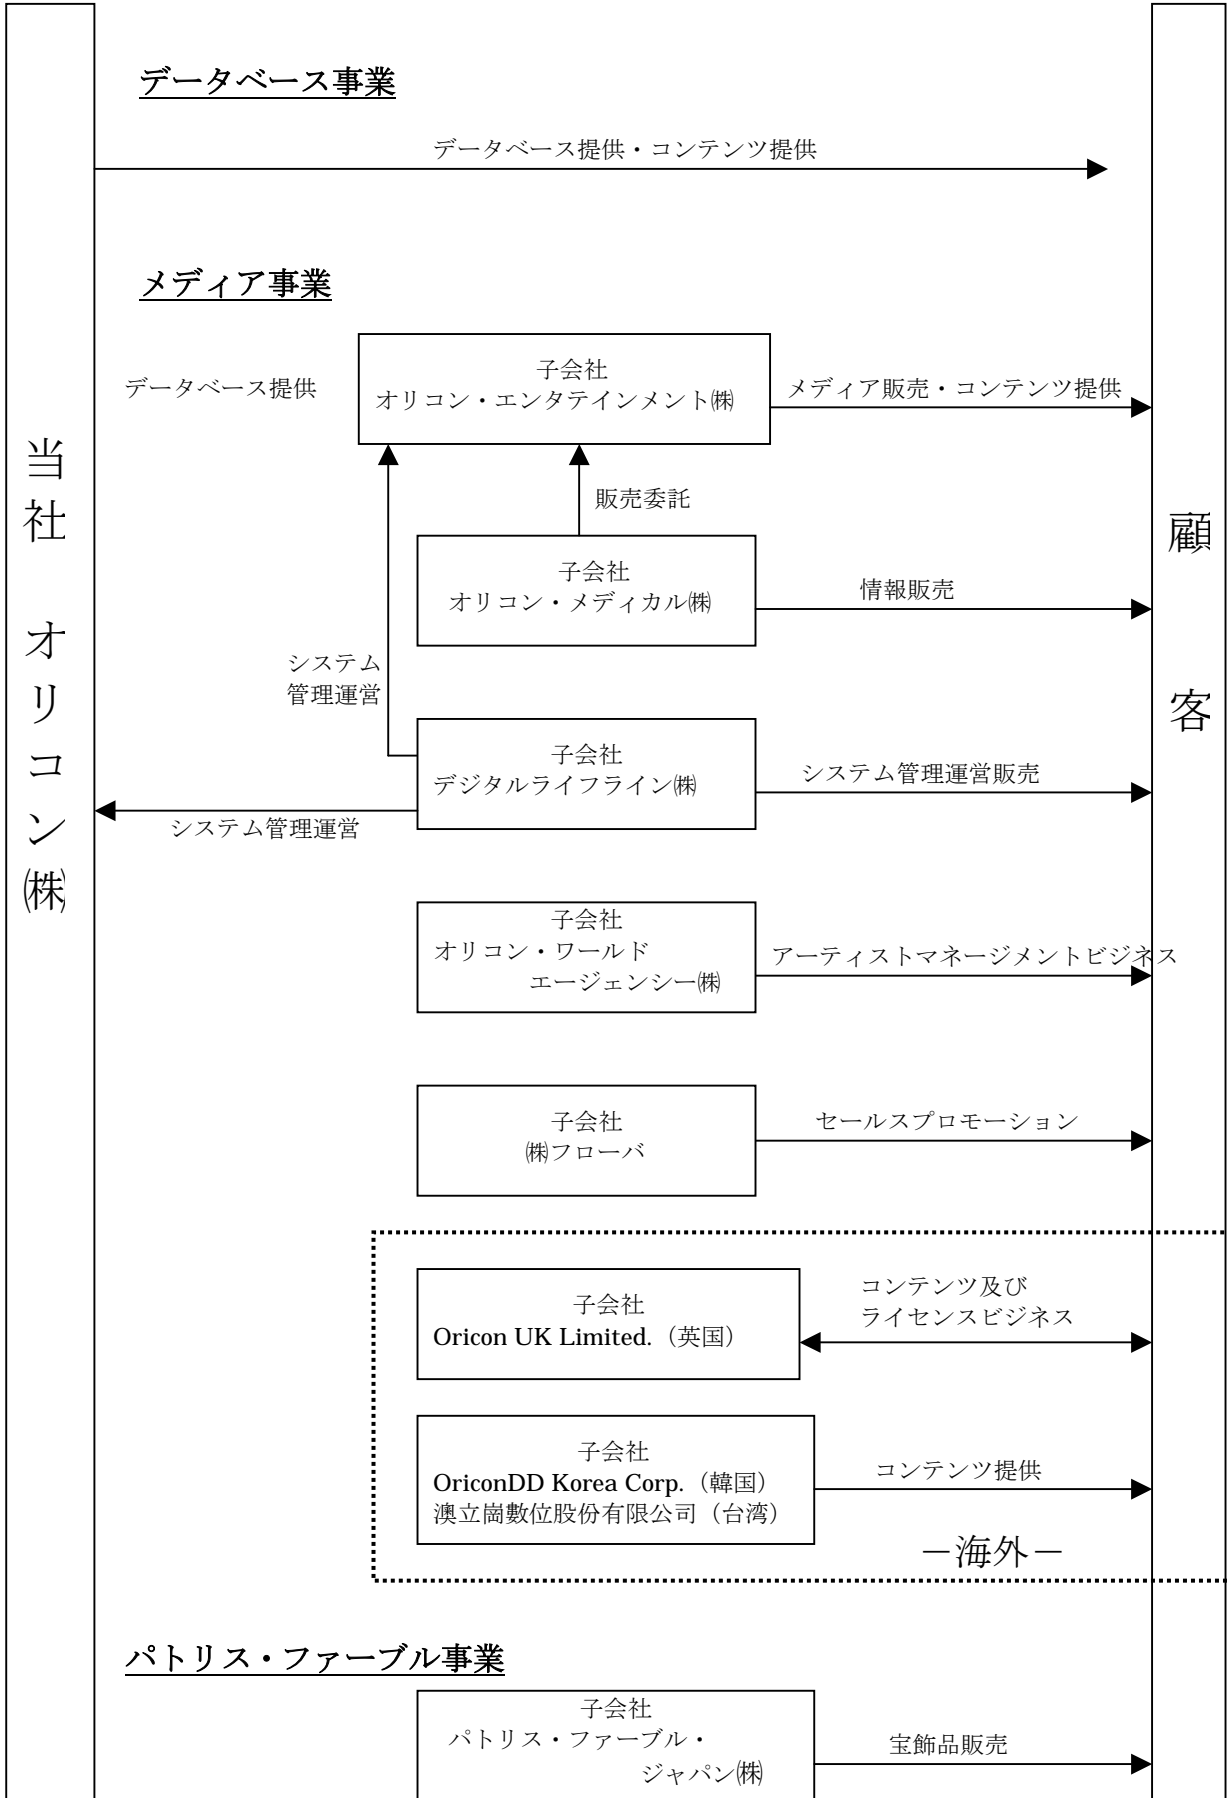 データベース事業
データベース提供・コンテンツ提供
メディア事業
子会社
オリコン・エンタテインメント㈱
データベース提供
メディア販売・コンテンツ提供
販売委託
子会社
オリコン・メディカル㈱
情報販売
システム
管理運営
子会社
デジタルライフライン㈱
システム管理運営販売
システム管理運営
子会社
オリコン・ワールド
エージェンシー㈱
アーティストマネージメントビジネス
子会社
㈱フローバ
セールスプロモーション
子会社
Oricon UK Limited.（英国）
コンテンツ及び
ライセンスビジネス
子会社
OriconDD Korea Corp.（韓国）
澳立崗數位股份有限公司（台湾）
コンテンツ提供
－海外－
パトリス・ファーブル事業
子会社
パトリス・ファーブル・
ジャパン㈱
宝飾品販売
当社 オリコン㈱
顧客